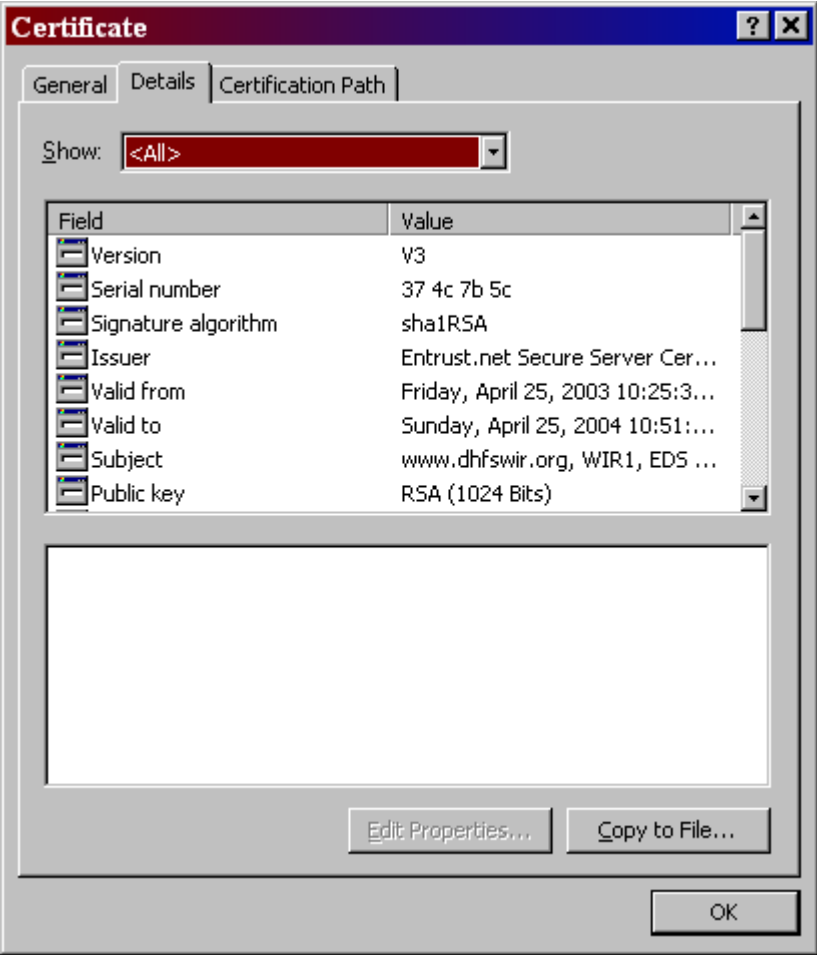 Certificate
General Details Certification Path
Show: <All>
Field Value
Version V3
Serial number 37 4c 7b 5c
Signature algorithm sha1RSA
Issuer Entrust.net Secure Server Cer...
Valid from Friday, April 25, 2003 10:25:3...
Valid to Sunday, April 25, 2004 10:51:...
Subject www.dhfswir.org, WIR1, EDS ...
Public key RSA (1024 Bits)
Edit Properties... Copy to File...
OK